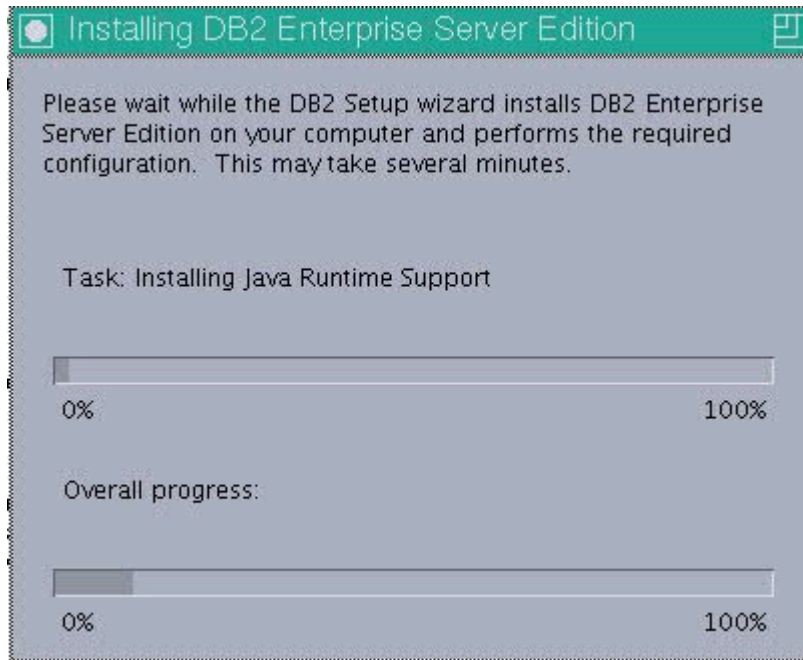 Installing DB2 Enterprise Server Edition
Please wait while the DB2 Setup wizard installs DB2 Enterprise
Server Edition on your computer and performs the required
configuration. This may take several minutes.
Task: Installing Java Runtime Support
0% 100%
Overall progress:
0% 100%